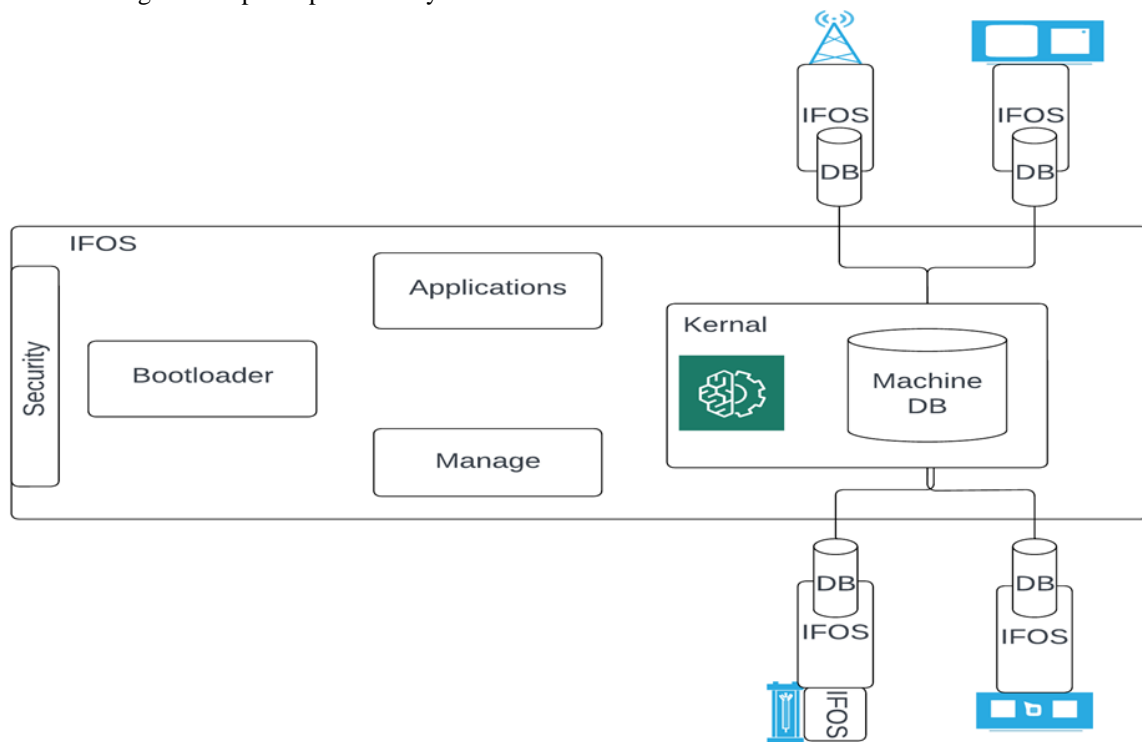 IFOS
IFOS
DB
DB
IFOS
Security
Bootloader
Applications
Manage
Kernal
Machine
DB
DB
DB
IFOS
IFOS
IFOS